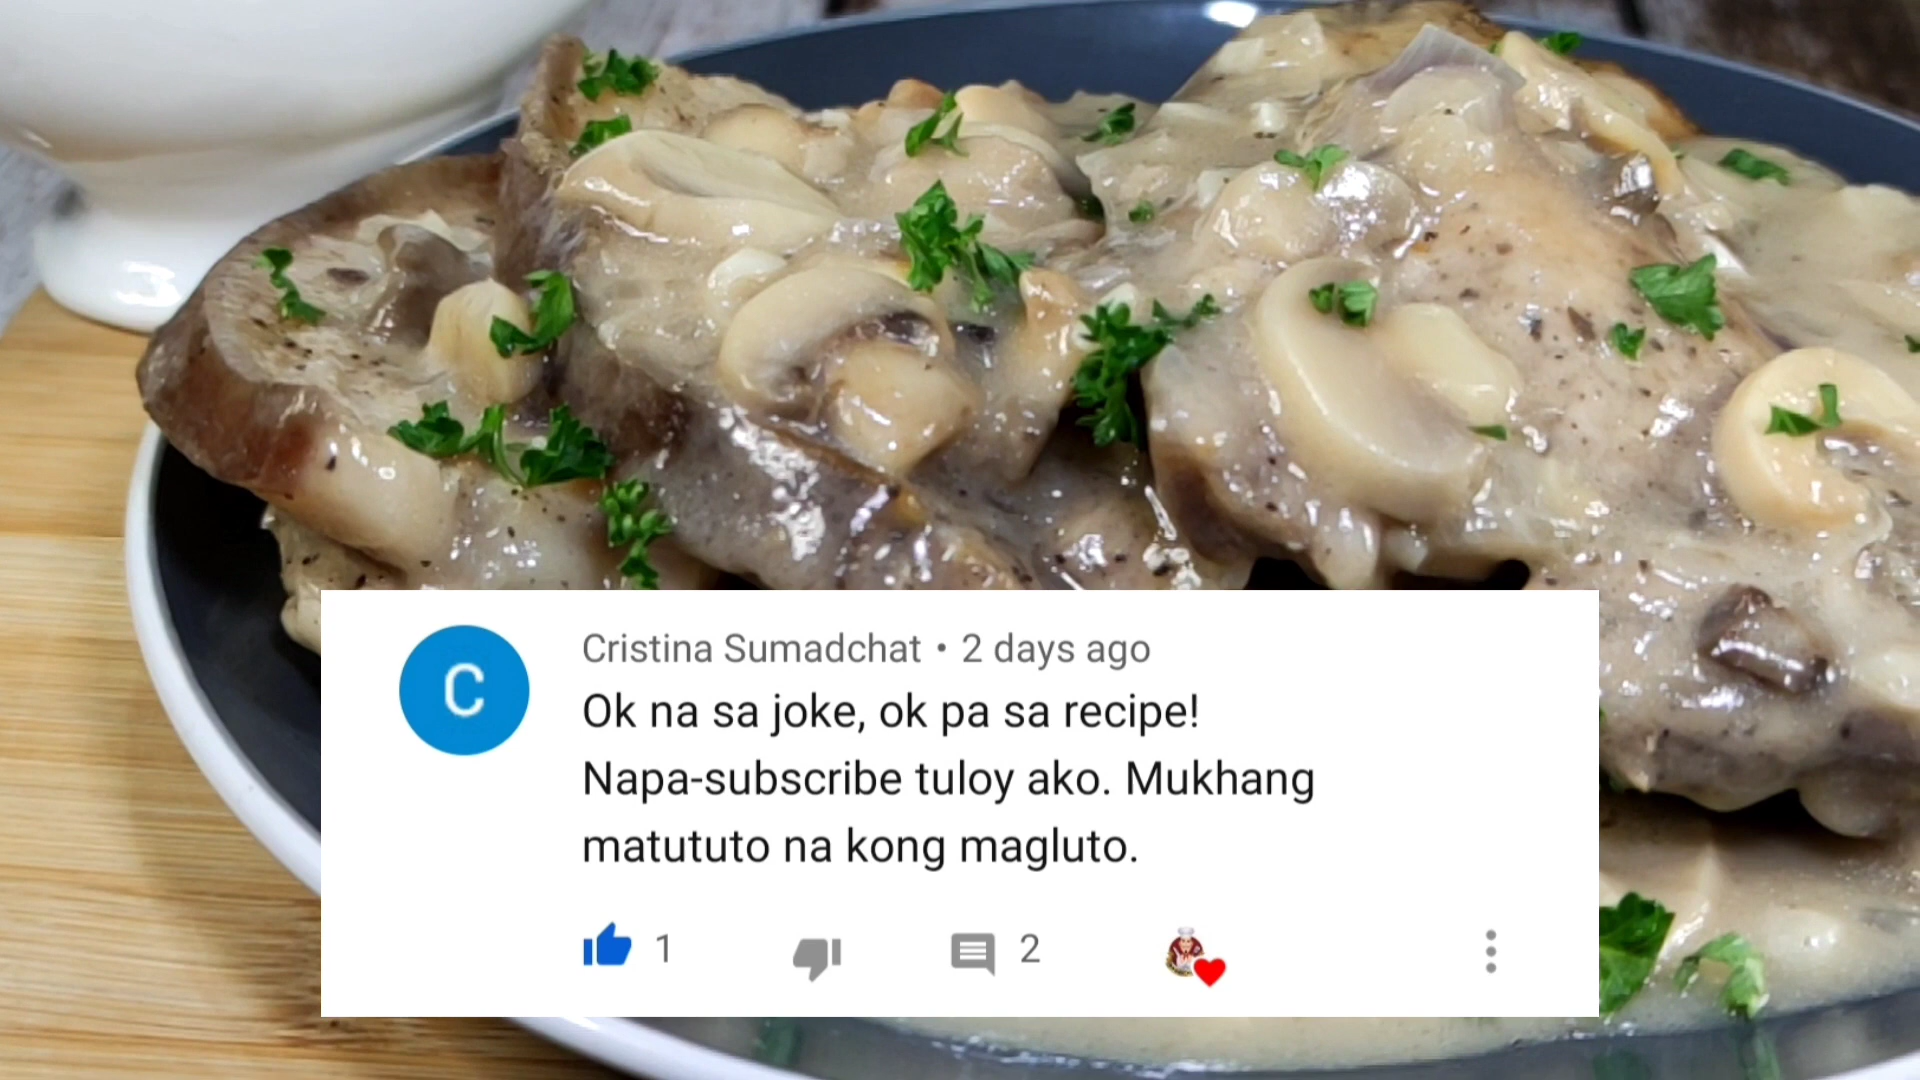 C
Cristina Sumadchat • 2 days ago
Ok na sa joke, ok pa sa recipe!
Napa-subscribe tuloy ako. Mukhang
matututo na kong magluto.
1
2